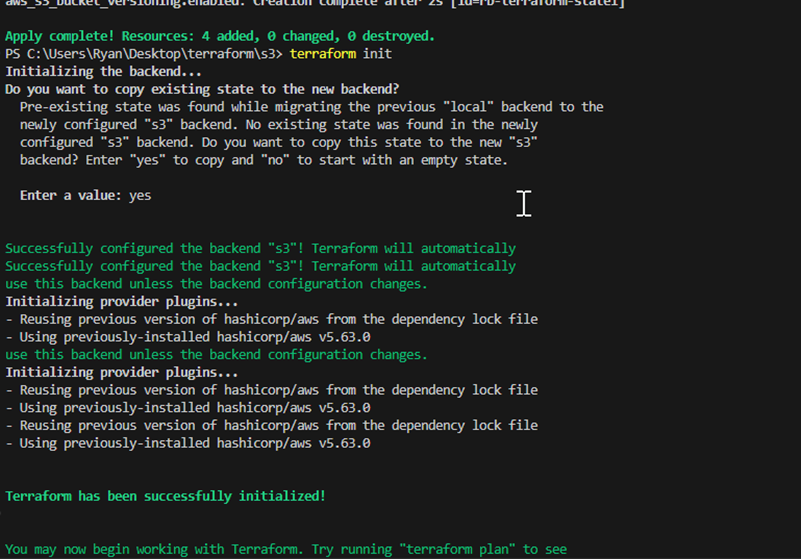 aws_s3_bucket_versioning.enabled: Creation complete after 2s [id=rb-terraform-state1]
Apply complete! Resources: 4 added, 0 changed, 0 destroyed.
PS C:\Users\Ryan\Desktop\terraform\s3> terraform init
Initializing the backend...
Do you want to copy existing state to the new backend?
  Pre-existing state was found while migrating the previous "local" backend to the
  newly configured "s3" backend. No existing state was found in the newly
  configured "s3" backend. Do you want to copy this state to the new "s3"
  backend? Enter "yes" to copy and "no" to start with an empty state.
  Enter a value: yes
Successfully configured the backend "s3"! Terraform will automatically
Successfully configured the backend "s3"! Terraform will automatically
use this backend unless the backend configuration changes.
Initializing provider plugins...
- Reusing previous version of hashicorp/aws from the dependency lock file
- Using previously-installed hashicorp/aws v5.63.0
use this backend unless the backend configuration changes.
Initializing provider plugins...
- Reusing previous version of hashicorp/aws from the dependency lock file
- Using previously-installed hashicorp/aws v5.63.0
- Reusing previous version of hashicorp/aws from the dependency lock file
- Using previously-installed hashicorp/aws v5.63.0
Terraform has been successfully initialized!
You may now begin working with Terraform. Try running "terraform plan" to see